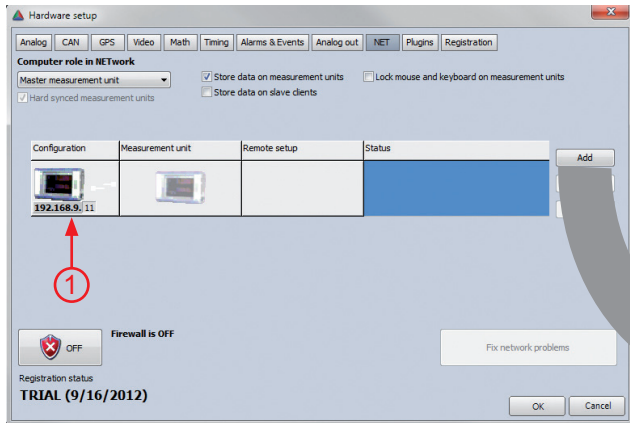 Hardware setup
Analog CAN GPS Video Math Timing Alarms & Events Analog out NET Plugins Registration
Computer role in NETwork
Master measurement unit
Store data on measurement units
Lock mouse and keyboard on measurement units
Hard synced measurement units
Store data on slave clients
Configuration Measurement unit Remote setup Status
Add
192.168.9. 11
1
OFF
Firewall is OFF
Fix network problems
Registration status
TRIAL (9/16/2012)
OK Cancel